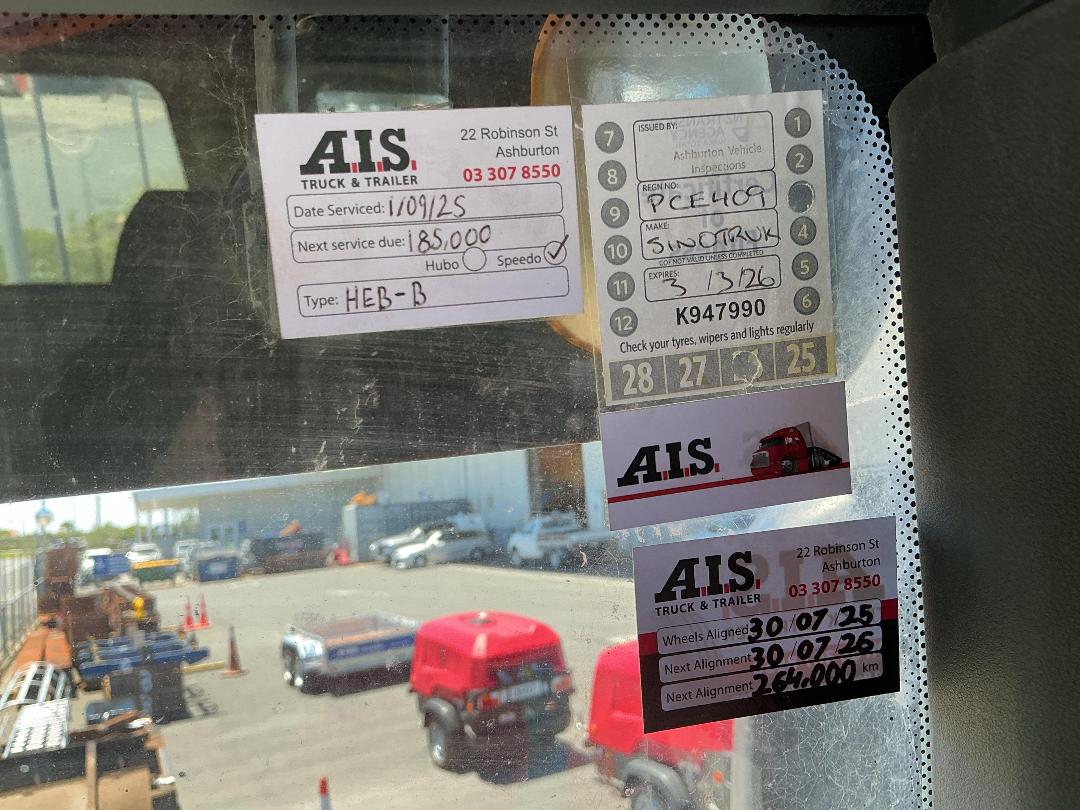 A.I.S.
TRUCK & TRAILER
22 Robinson St
Ashburton
03 307 8550
Date Serviced: 1/09/25
Next service due: 185,000
Hubo Speedo ✓
Type: HEB-B
7 8 9 10 11 12
ISSUED BY:
Ashburton Vehicle
Inspections
REGN NO:
PCE409
MAKE:
SINOTRUK
COF NOT VALID UNLESS COMPLETED
EXPIRES:
3 /3/26
K947990
1 2 4 5 6
Check your tyres, wipers and lights regularly
28 27 25
A.I.S.
A.I.S.
TRUCK & TRAILER
22 Robinson St
Ashburton
03 307 8550
Wheels Aligned 30/07/25
Next Alignment 30/07/26
Next Alignment 264,000 km